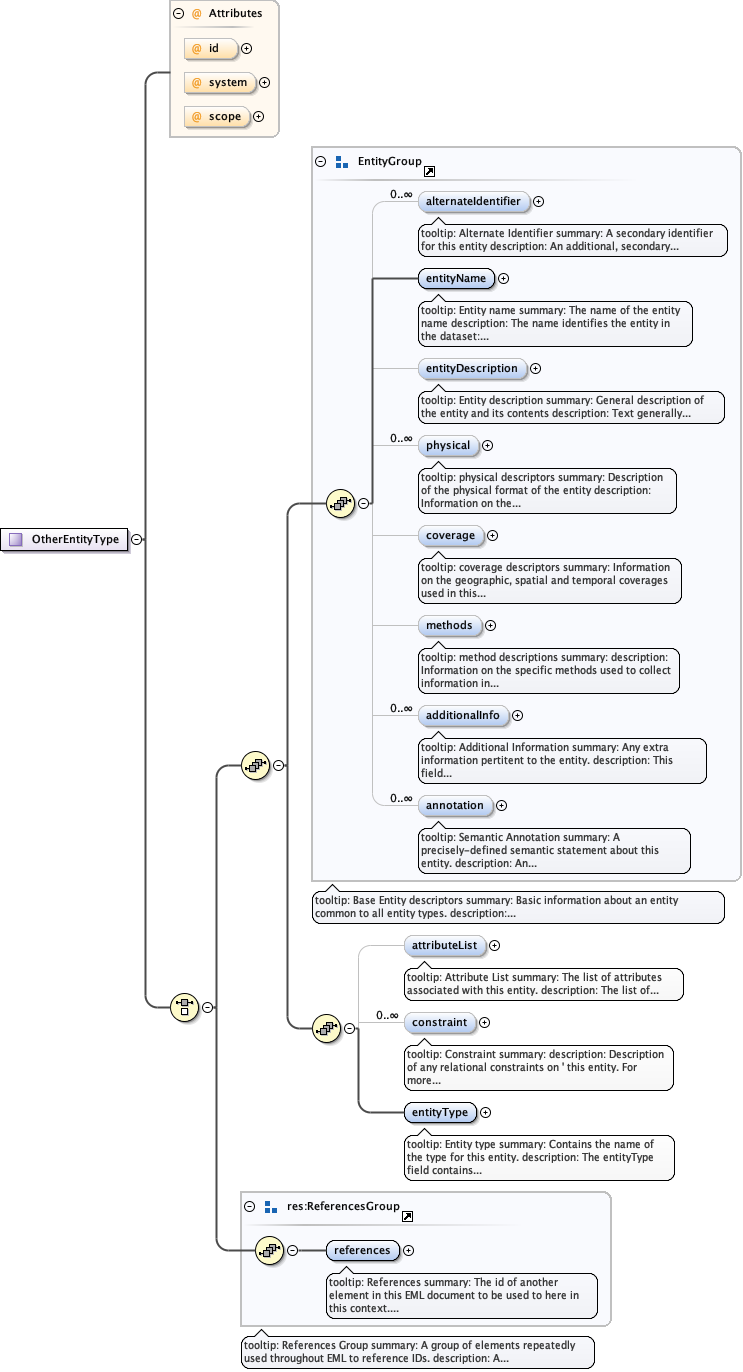 @ Attributes
@ id
@ system
@ scope
EntityGroup
0..∞
alternateIdentifier
tooltip: Alternate Identifier summary: A secondary identifier
for this entity description: An additional, secondary...
entityName
tooltip: Entity name summary: The name of the entity
name description: The name identifies the entity in
the dataset:...
entityDescription
tooltip: Entity description summary: General description of
the entity and its contents description: Text generally...
0..∞
physical
tooltip: physical descriptors summary: Description
of the physical format of the entity description:
Information on the...
OtherEntityType
coverage
tooltip: coverage descriptors summary: Information
on the geographic, spatial and temporal coverages
used in this...
methods
tooltip: method descriptions summary: description:
Information on the specific methods used to collect
information in...
0..∞
additionalInfo
tooltip: Additional Information summary: Any extra
information pertitent to the entity. description: This
field...
0..∞
annotation
tooltip: Semantic Annotation summary: A
precisely-defined semantic statement about this
entity. description: An...
tooltip: Base Entity descriptors summary: Basic information about an entity
common to all entity types. description:...
attributeList
tooltip: Attribute List summary: The list of attributes
associated with this entity. description: The list of...
0..∞
constraint
tooltip: Constraint summary: description: Description
of any relational constraints on ' this entity. For
more...
entityType
tooltip: Entity type summary: Contains the name of
the type for this entity. description: The entityType
field contains...
res:ReferencesGroup
references
tooltip: References summary: The id of another
element in this EML document to be used to here in
this context....
tooltip: References Group summary: A group of elements repeatedly
used throughout EML to reference IDs. description: A...